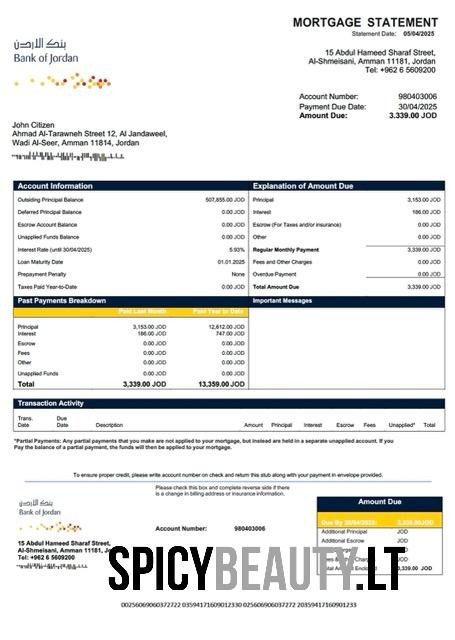 MORTGAGE STATEMENT
Statement Date: 05/04/2025
بنك الاردن
Bank of Jordan
15 Abdul Hameed Sharaf Street,
Al-Shmeisani, Amman 11181, Jordan
Tel: +962 6 5609200
Account Number: 980403006
Payment Due Date: 30/04/2025
Amount Due: 3.339.00 JOD
John Citizen
Ahmad Al-Tarawneh Street 12, Al Jandaweel,
Wadi Al-Seer, Amman 11814, Jordan
Account Information
Outsiding Principal Balance 507,855.00 JOD
Deferred Principal Balance 0.00 JOD
Escrow Account Balance 0.00 JOD
Unapplied Funds Balance 0.00 JOD
Interest Rate (until 30/04/2025) 5.93%
Loan Maturity Date 01.01.2025
Prepayment Penalty None
Taxes Paid Year-to-Date 0.00 JOD
Explanation of Amount Due
Principal 3,153.00 JOD
Interest 186.00 JOD
Escrow (For Taxes and/or insurance) 0.00 JOD
Other 0.00 JOD
Regular Monthly Payment 3,339.00 JOD
Fees and Other Charges 0.00 JOD
Overdue Payment 0.00 JOD
Total Amount Due 3,339.00 JOD
Past Payments Breakdown
Paid Last Month Paid Year to Date
Principal 3,153.00 JOD 12,612.00 JOD
Interest 186.00 JOD 747.00 JOD
Escrow 0.00 JOD 0.00 JOD
Fees 0.00 JOD 0.00 JOD
Other 0.00 JOD 0.00 JOD
Unapplied Funds 0.00 JOD 0.00 JOD
Total 3,339.00 JOD 13,359.00 JOD
Important Messages
Transaction Activity
Trans. Date Due Date Description Amount Principal Interest Escrow Fees Unapplied* Total
*Partial Payments: Any partial payments that you make are not applied to your mortgage, but instead are held in a separate unapplied account. If you
Pay the balance of a partial payment, the funds will then be applied to your mortgage.
To ensure proper credit, please write account number on check and return this stub along with your payment in envelope provided.
Please check this box and complete reverse side if there
is a change in billing address or insurance information.
بنك الاردن
Bank of Jordan
Account Number: 980403006
15 Abdul Hameed Sharaf Street,
Al-Shmeisani, Amman 11181,
Tel: +962 6 5609200
Amount Due
Due By 30/04/2025: 3,339.00JOD
Additional Principal JOD
Additional Escrow JOD
JOD
JOD
3,339.00 JOD
SPICYBEAUTY.LT